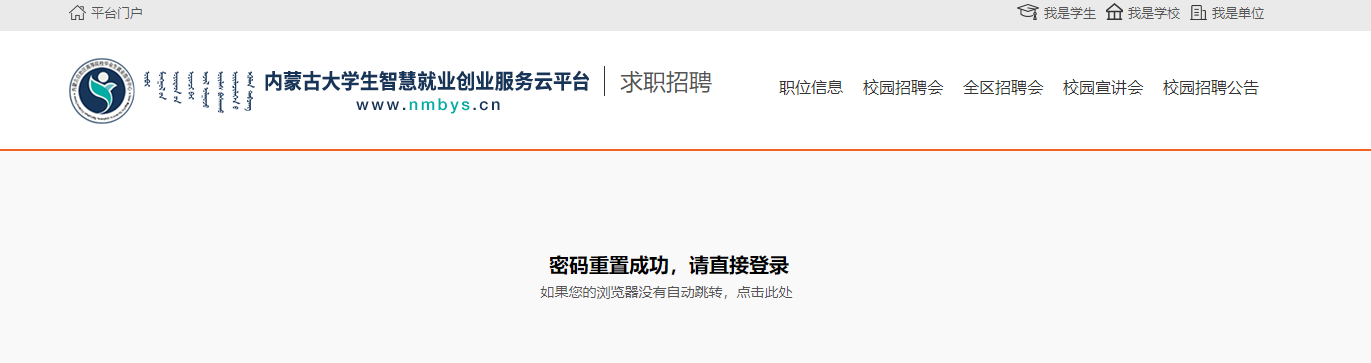 平台门户
我是学生 我是学校 我是单位
内蒙古大学生智慧就业创业服务云平台
www.nmbys.cn
求职招聘
职位信息 校园招聘会 全区招聘会 校园宣讲会 校园招聘公告
密码重置成功，请直接登录
如果您的浏览器没有自动跳转，点击此处